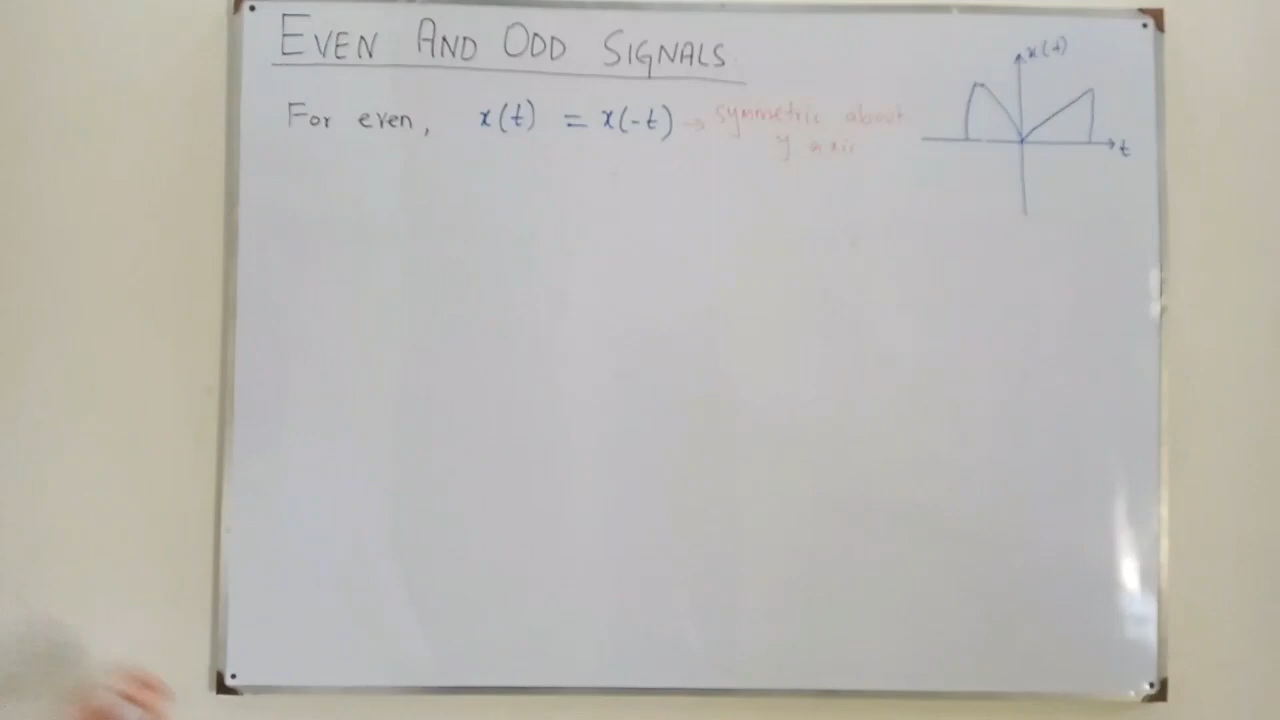 EVEN AND ODD SIGNALS
x(t)
For even, x(t) = x(-t) → symmetric about
y axis
t